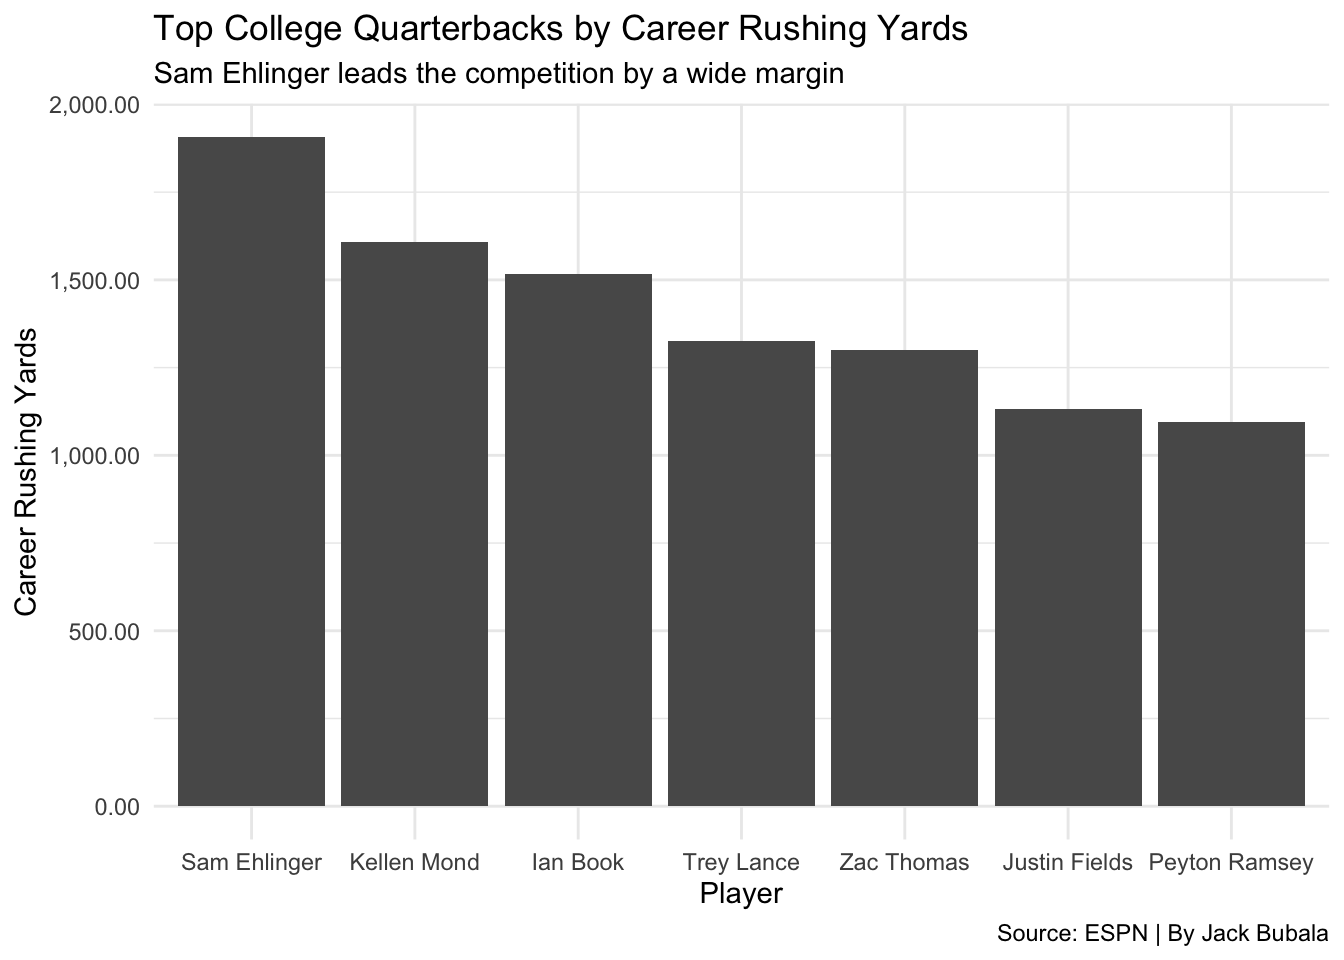 Top College Quarterbacks by Career Rushing Yards
Sam Ehlinger leads the competition by a wide margin
Career Rushing Yards
2,000.00
1,500.00
1,000.00
500.00
0.00
Sam Ehlinger Kellen Mond Ian Book Trey Lance Zac Thomas Justin Fields Peyton Ramsey
Player
Source: ESPN | By Jack Bubala